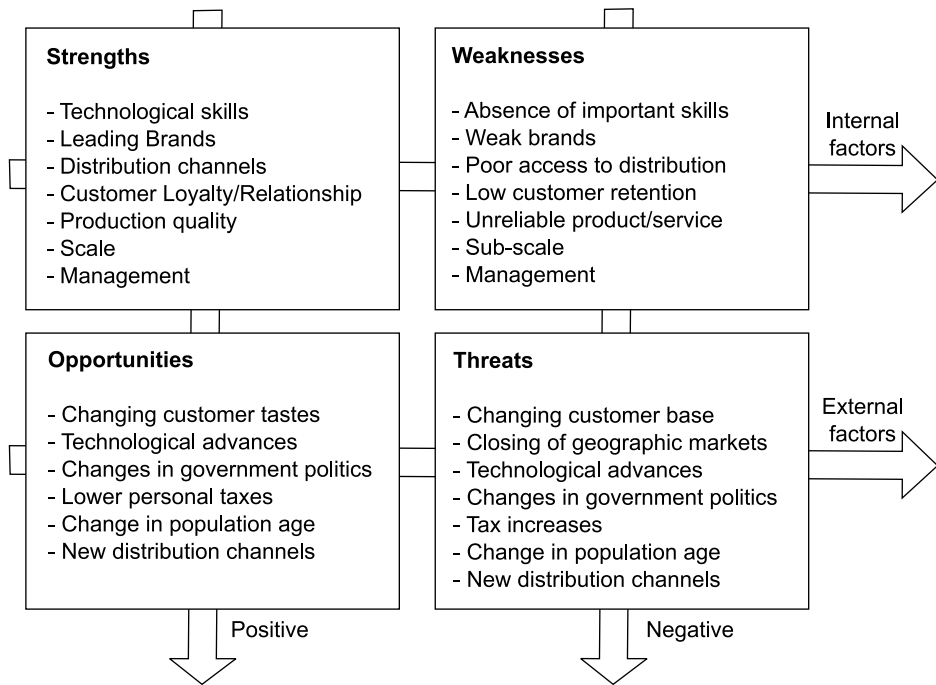 Strengths
- Technological skills
- Leading Brands
- Distribution channels
- Customer Loyalty/Relationship
- Production quality
- Scale
- Management
Weaknesses
- Absence of important skills
- Weak brands
- Poor access to distribution
- Low customer retention
- Unreliable product/service
- Sub-scale
- Management
Internal
factors
Opportunities
- Changing customer tastes
- Technological advances
- Changes in government politics
- Lower personal taxes
- Change in population age
- New distribution channels
Threats
- Changing customer base
- Closing of geographic markets
- Technological advances
- Changes in government politics
- Tax increases
- Change in population age
- New distribution channels
External
factors
Positive
Negative